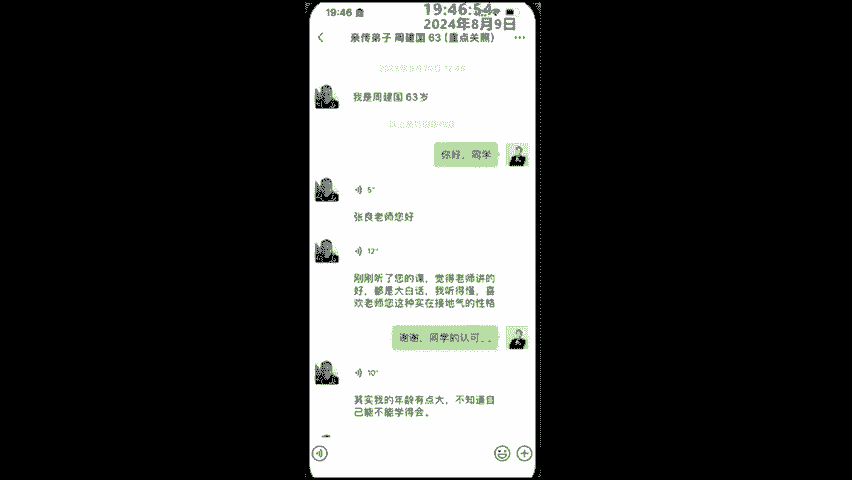 19:46
19:46:54
2024年8月9日
亲传弟子 周建国 63 (重点关照)
我是周建国 63岁
你好，同学
5"
张良老师您好
12"
刚刚听了您的课，觉得老师讲的
好，都是大白话，我听得懂，喜
欢老师您这种实在接地气的性格
谢谢，同学的认可。。
10"
其实我的年龄有点大，不知道自
己能不能学得会。